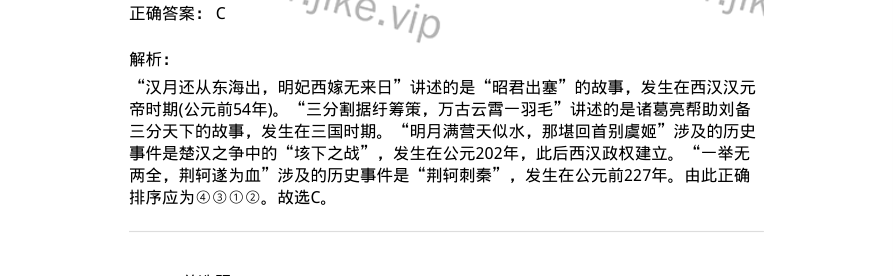 正确答案：C
jike.vip
解析：
“汉月还从东海出，明妃西嫁无来日”讲述的是“昭君出塞”的故事，发生在西汉汉元
帝时期(公元前54年)。“三分割据纡筹策，万古云霄一羽毛”讲述的是诸葛亮帮助刘备
三分天下的故事，发生在三国时期。“明月满营天似水，那堪回首别虞姬”涉及的历史
事件是楚汉之争中的“垓下之战”，发生在公元202年，此后西汉政权建立。“一举无
两全，荆轲遂为血”涉及的历史事件是“荆轲刺秦”，发生在公元前227年。由此正确
排序应为④③①②。故选C。